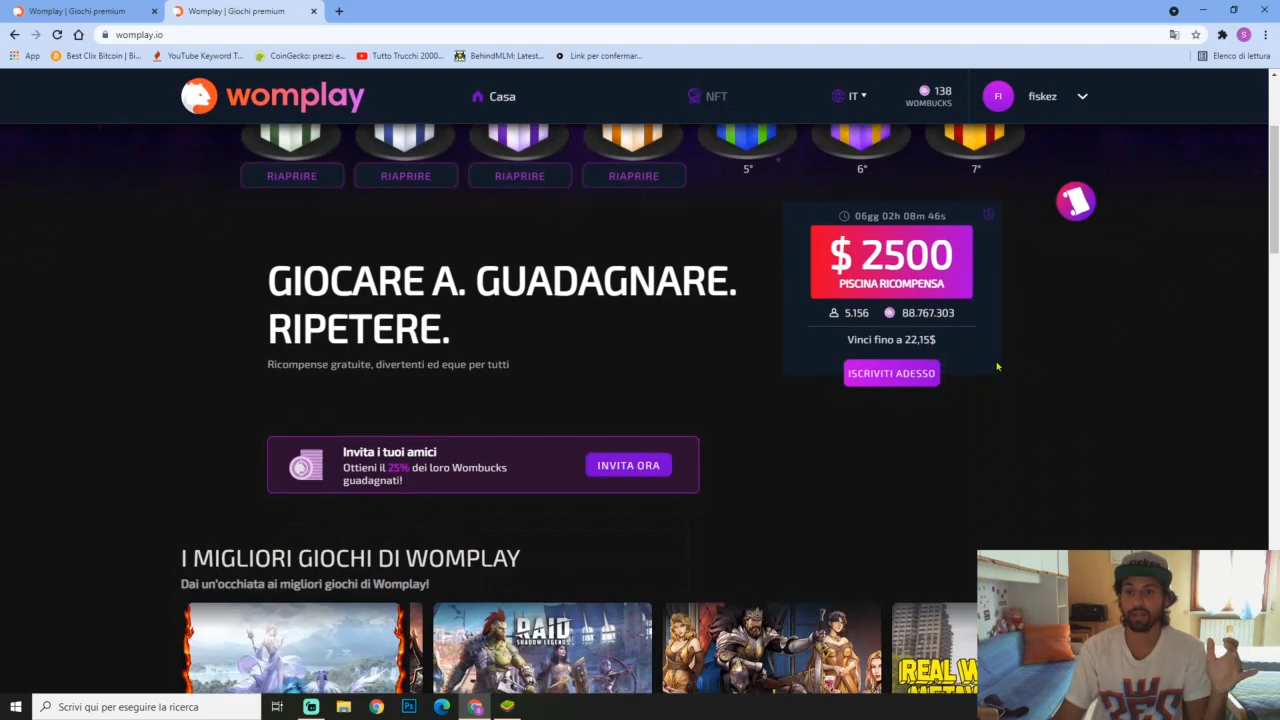 Womplay | Giochi premium
Womplay | Giochi premium
womplay.io
App
Best Clix Bitcoin | Bi...
YouTube Keyword T...
CoinGecko: prezzi e...
Tutto Trucchi 2000...
BehindMLM: Latest...
Link per confermar...
Elenco di lettura
womplay
Casa
NFT
IT
138
WOMBUCKS
FI
fiskez
RIAPRIRE
RIAPRIRE
RIAPRIRE
RIAPRIRE
5°
6°
7°
06gg 02h 08m 46s
$ 2500
PISCINA RICOMPENSA
5.156
88.767.303
Vinci fino a 22,15$
ISCRIVITI ADESSO
GIOCARE A. GUADAGNARE.
RIPETERE.
Ricompense gratuite, divertenti ed eque per tutti
Invita i tuoi amici
Ottieni il 25% dei loro Wombucks
guadagnati!
INVITA ORA
I MIGLIORI GIOCHI DI WOMPLAY
Dai un'occhiata ai migliori giochi di Womplay!
RAID
SHADOW LEGENDS
REAL W
Scrivi qui per eseguire la ricerca